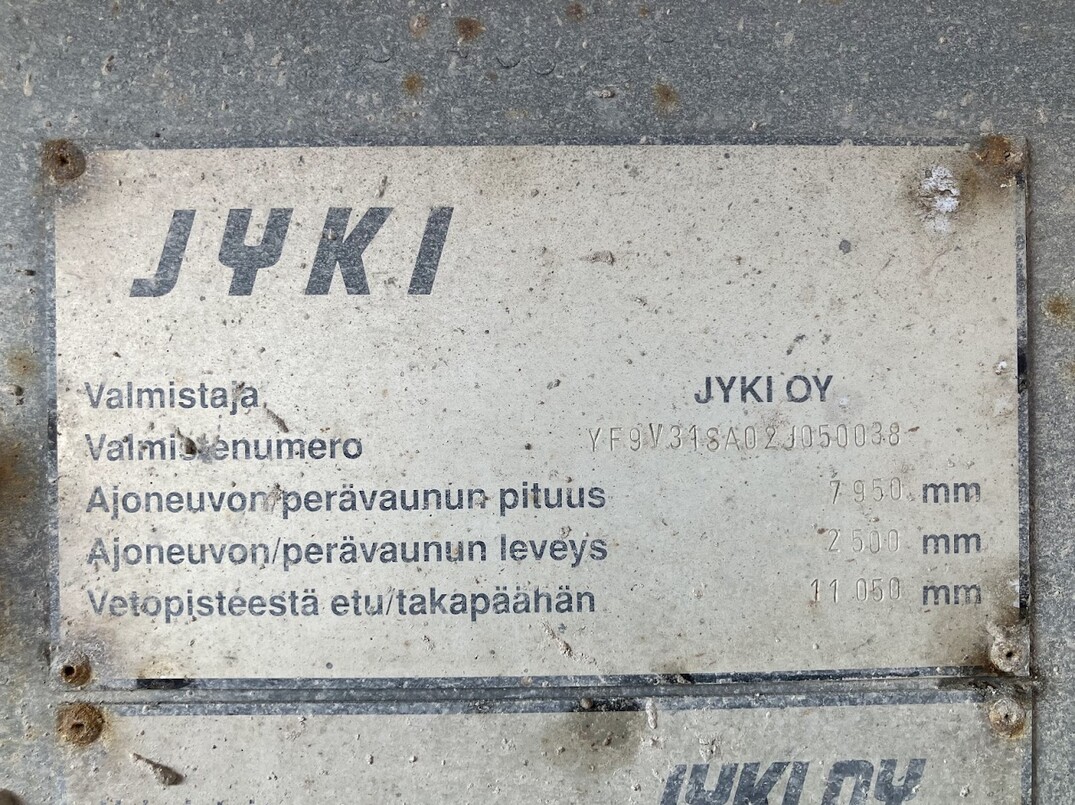 JYKI
Valmistaja JYKI OY
Valmistenumero YF9V31SA02J050038
Ajoneuvon/perävaunun pituus 7 950 mm
Ajoneuvon/perävaunun leveys 2 500 mm
Vetopisteestä etu/takapäähän 11 050 mm
JYKI OY